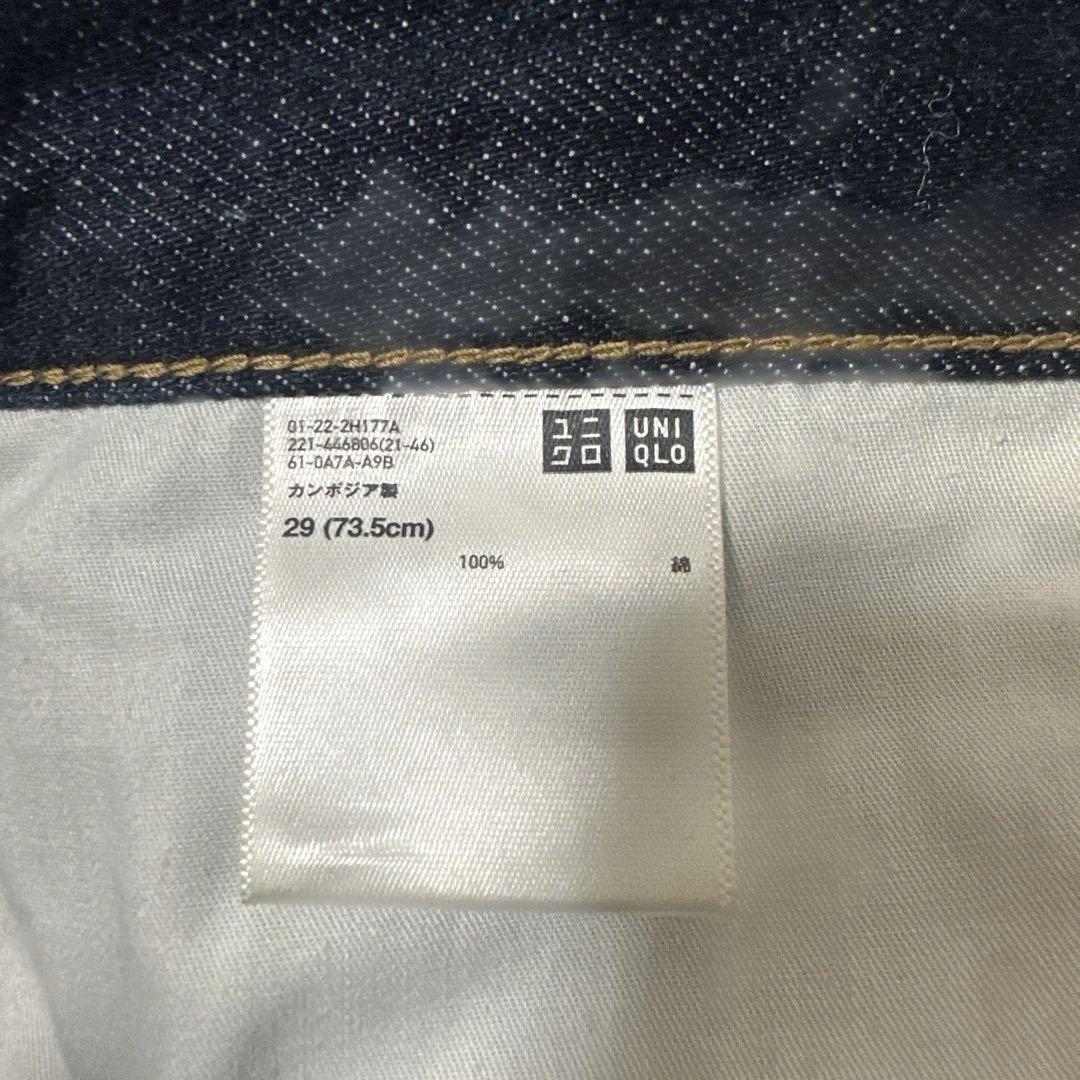 01-22-2H177A
221-446806(21-46)
61-0A7A-A9B
カンボジア製
29 (73.5cm)
100% 綿
ユニ
クロ
UNI
QLO